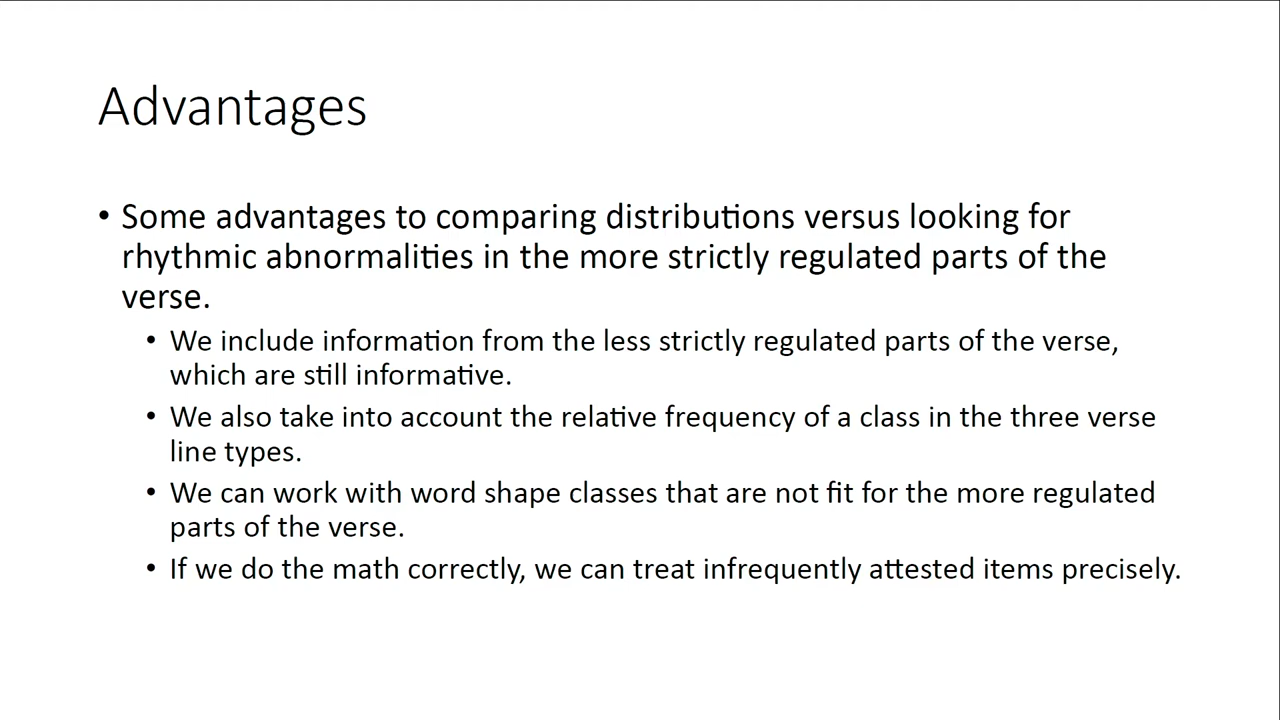 Advantages
• Some advantages to comparing distributions versus looking for
rhythmic abnormalities in the more strictly regulated parts of the
verse.
• We include information from the less strictly regulated parts of the verse,
which are still informative.
• We also take into account the relative frequency of a class in the three verse
line types.
• We can work with word shape classes that are not fit for the more regulated
parts of the verse.
• If we do the math correctly, we can treat infrequently attested items precisely.